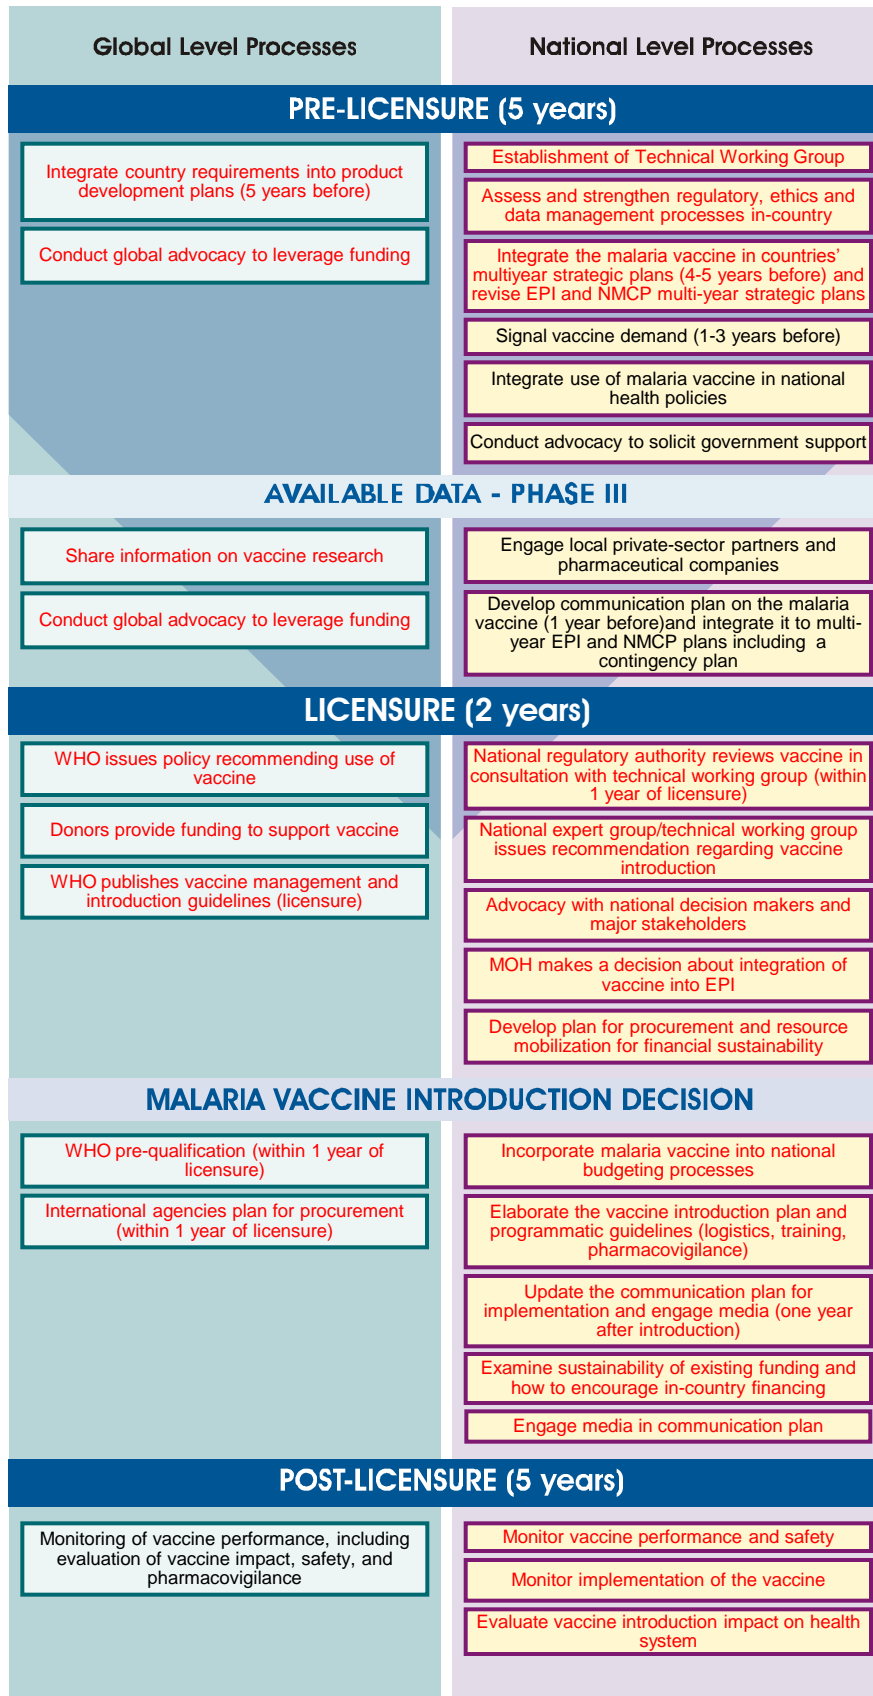 Global Level Processes
National Level Processes
PRE-LICENSURE (5 years)
Integrate country requirements into product
development plans (5 years before)
Conduct global advocacy to leverage funding
Establishment of Technical Working Group
Assess and strengthen regulatory, ethics and
data management processes in-country
Integrate the malaria vaccine in countries'
multiyear strategic plans (4-5 years before) and
revise EPI and NMCP multi-year strategic plans
Signal vaccine demand (1-3 years before)
Integrate use of malaria vaccine in national
health policies
Conduct advocacy to solicit government support
AVAILABLE DATA - PHASE III
Share information on vaccine research
Conduct global advocacy to leverage funding
Engage local private-sector partners and
pharmaceutical companies
Develop communication plan on the malaria
vaccine (1 year before)and integrate it to multi-
year EPI and NMCP plans including a
contingency plan
LICENSURE (2 years)
WHO issues policy recommending use of
vaccine
Donors provide funding to support vaccine
WHO publishes vaccine management and
introduction guidelines (licensure)
National regulatory authority reviews vaccine in
consultation with technical working group (within
1 year of licensure)
National expert group/technical working group
issues recommendation regarding vaccine
introduction
Advocacy with national decision makers and
major stakeholders
MOH makes a decision about integration of
vaccine into EPI
Develop plan for procurement and resource
mobilization for financial sustainability
MALARIA VACCINE INTRODUCTION DECISION
WHO pre-qualification (within 1 year of
licensure)
International agencies plan for procurement
(within 1 year of licensure)
Incorporate malaria vaccine into national
budgeting processes
Elaborate the vaccine introduction plan and
programmatic guidelines (logistics, training,
pharmacovigilance)
Update the communication plan for
implementation and engage media (one year
after introduction)
Examine sustainability of existing funding and
how to encourage in-country financing
Engage media in communication plan
POST-LICENSURE (5 years)
Monitoring of vaccine performance, including
evaluation of vaccine impact, safety, and
pharmacovigilance
Monitor vaccine performance and safety
Monitor implementation of the vaccine
Evaluate vaccine introduction impact on health
system